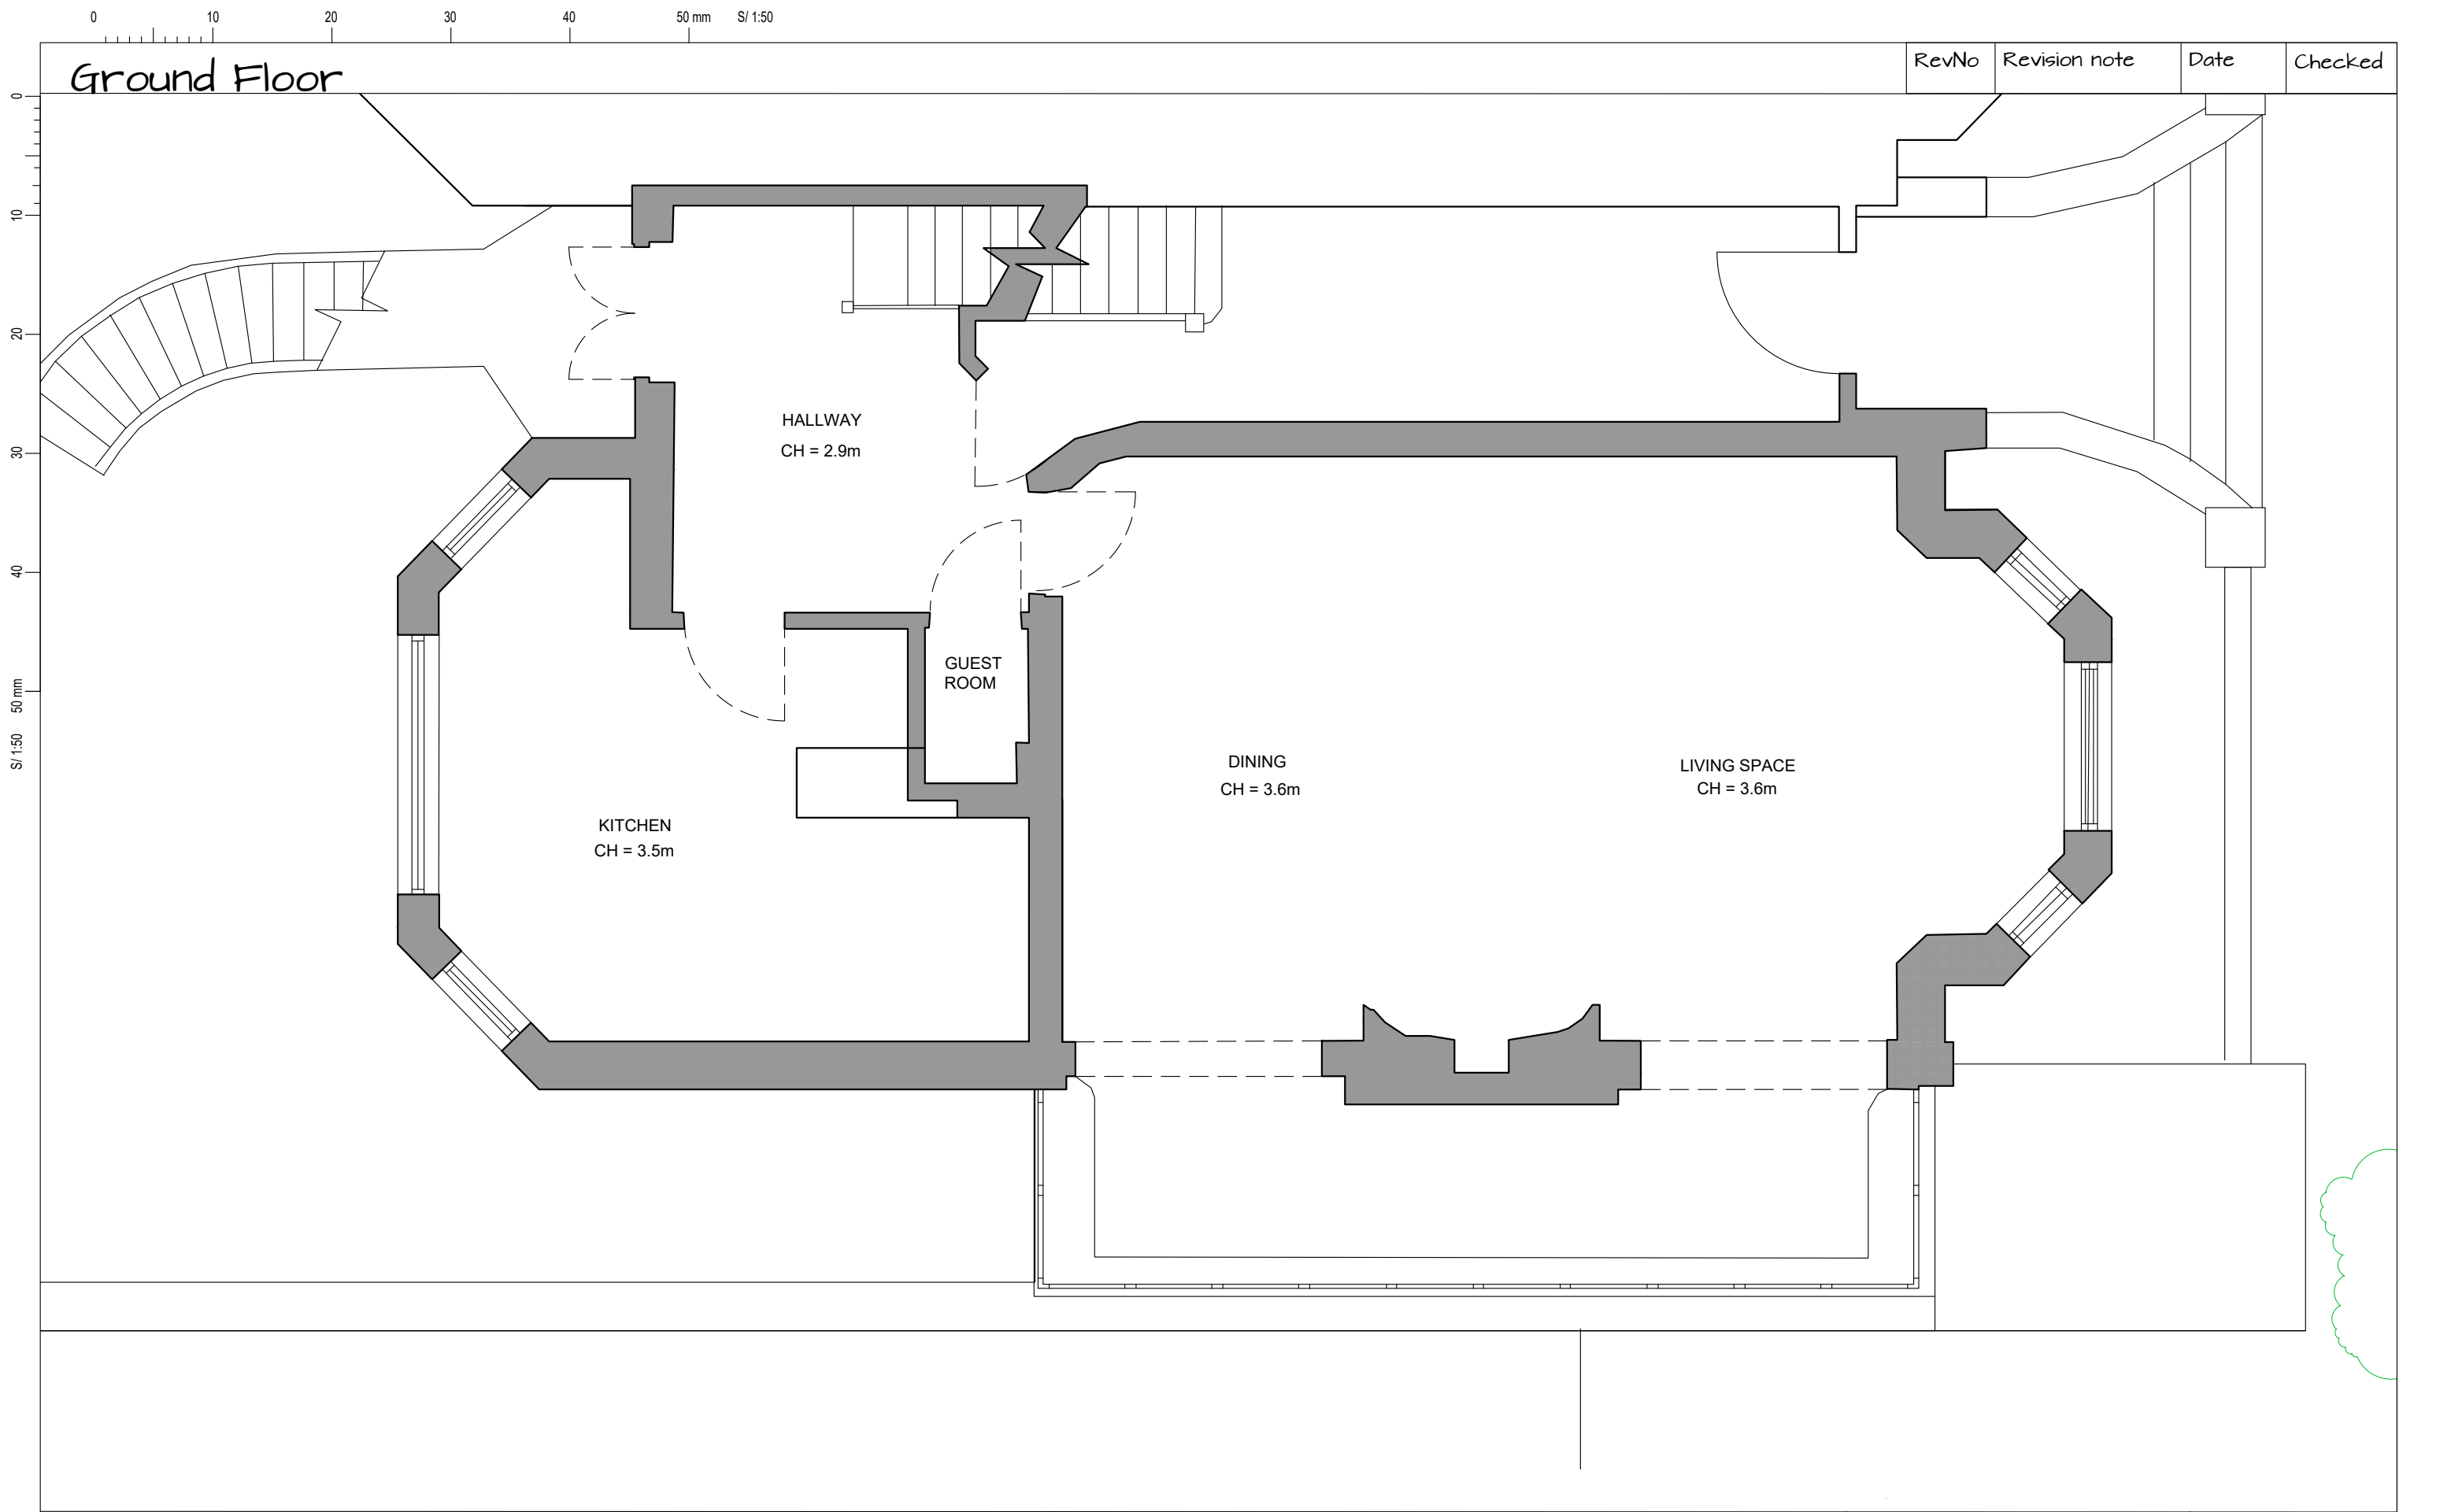 0 10 20 30 40 50 mm S/ 1:50
Ground Floor
RevNo Revision note Date Checked
0
10
20
30
40
50 mm
S/ 1:50
HALLWAY
CH = 2.9m
GUEST
ROOM
DINING
CH = 3.6m
LIVING SPACE
CH = 3.6m
KITCHEN
CH = 3.5m